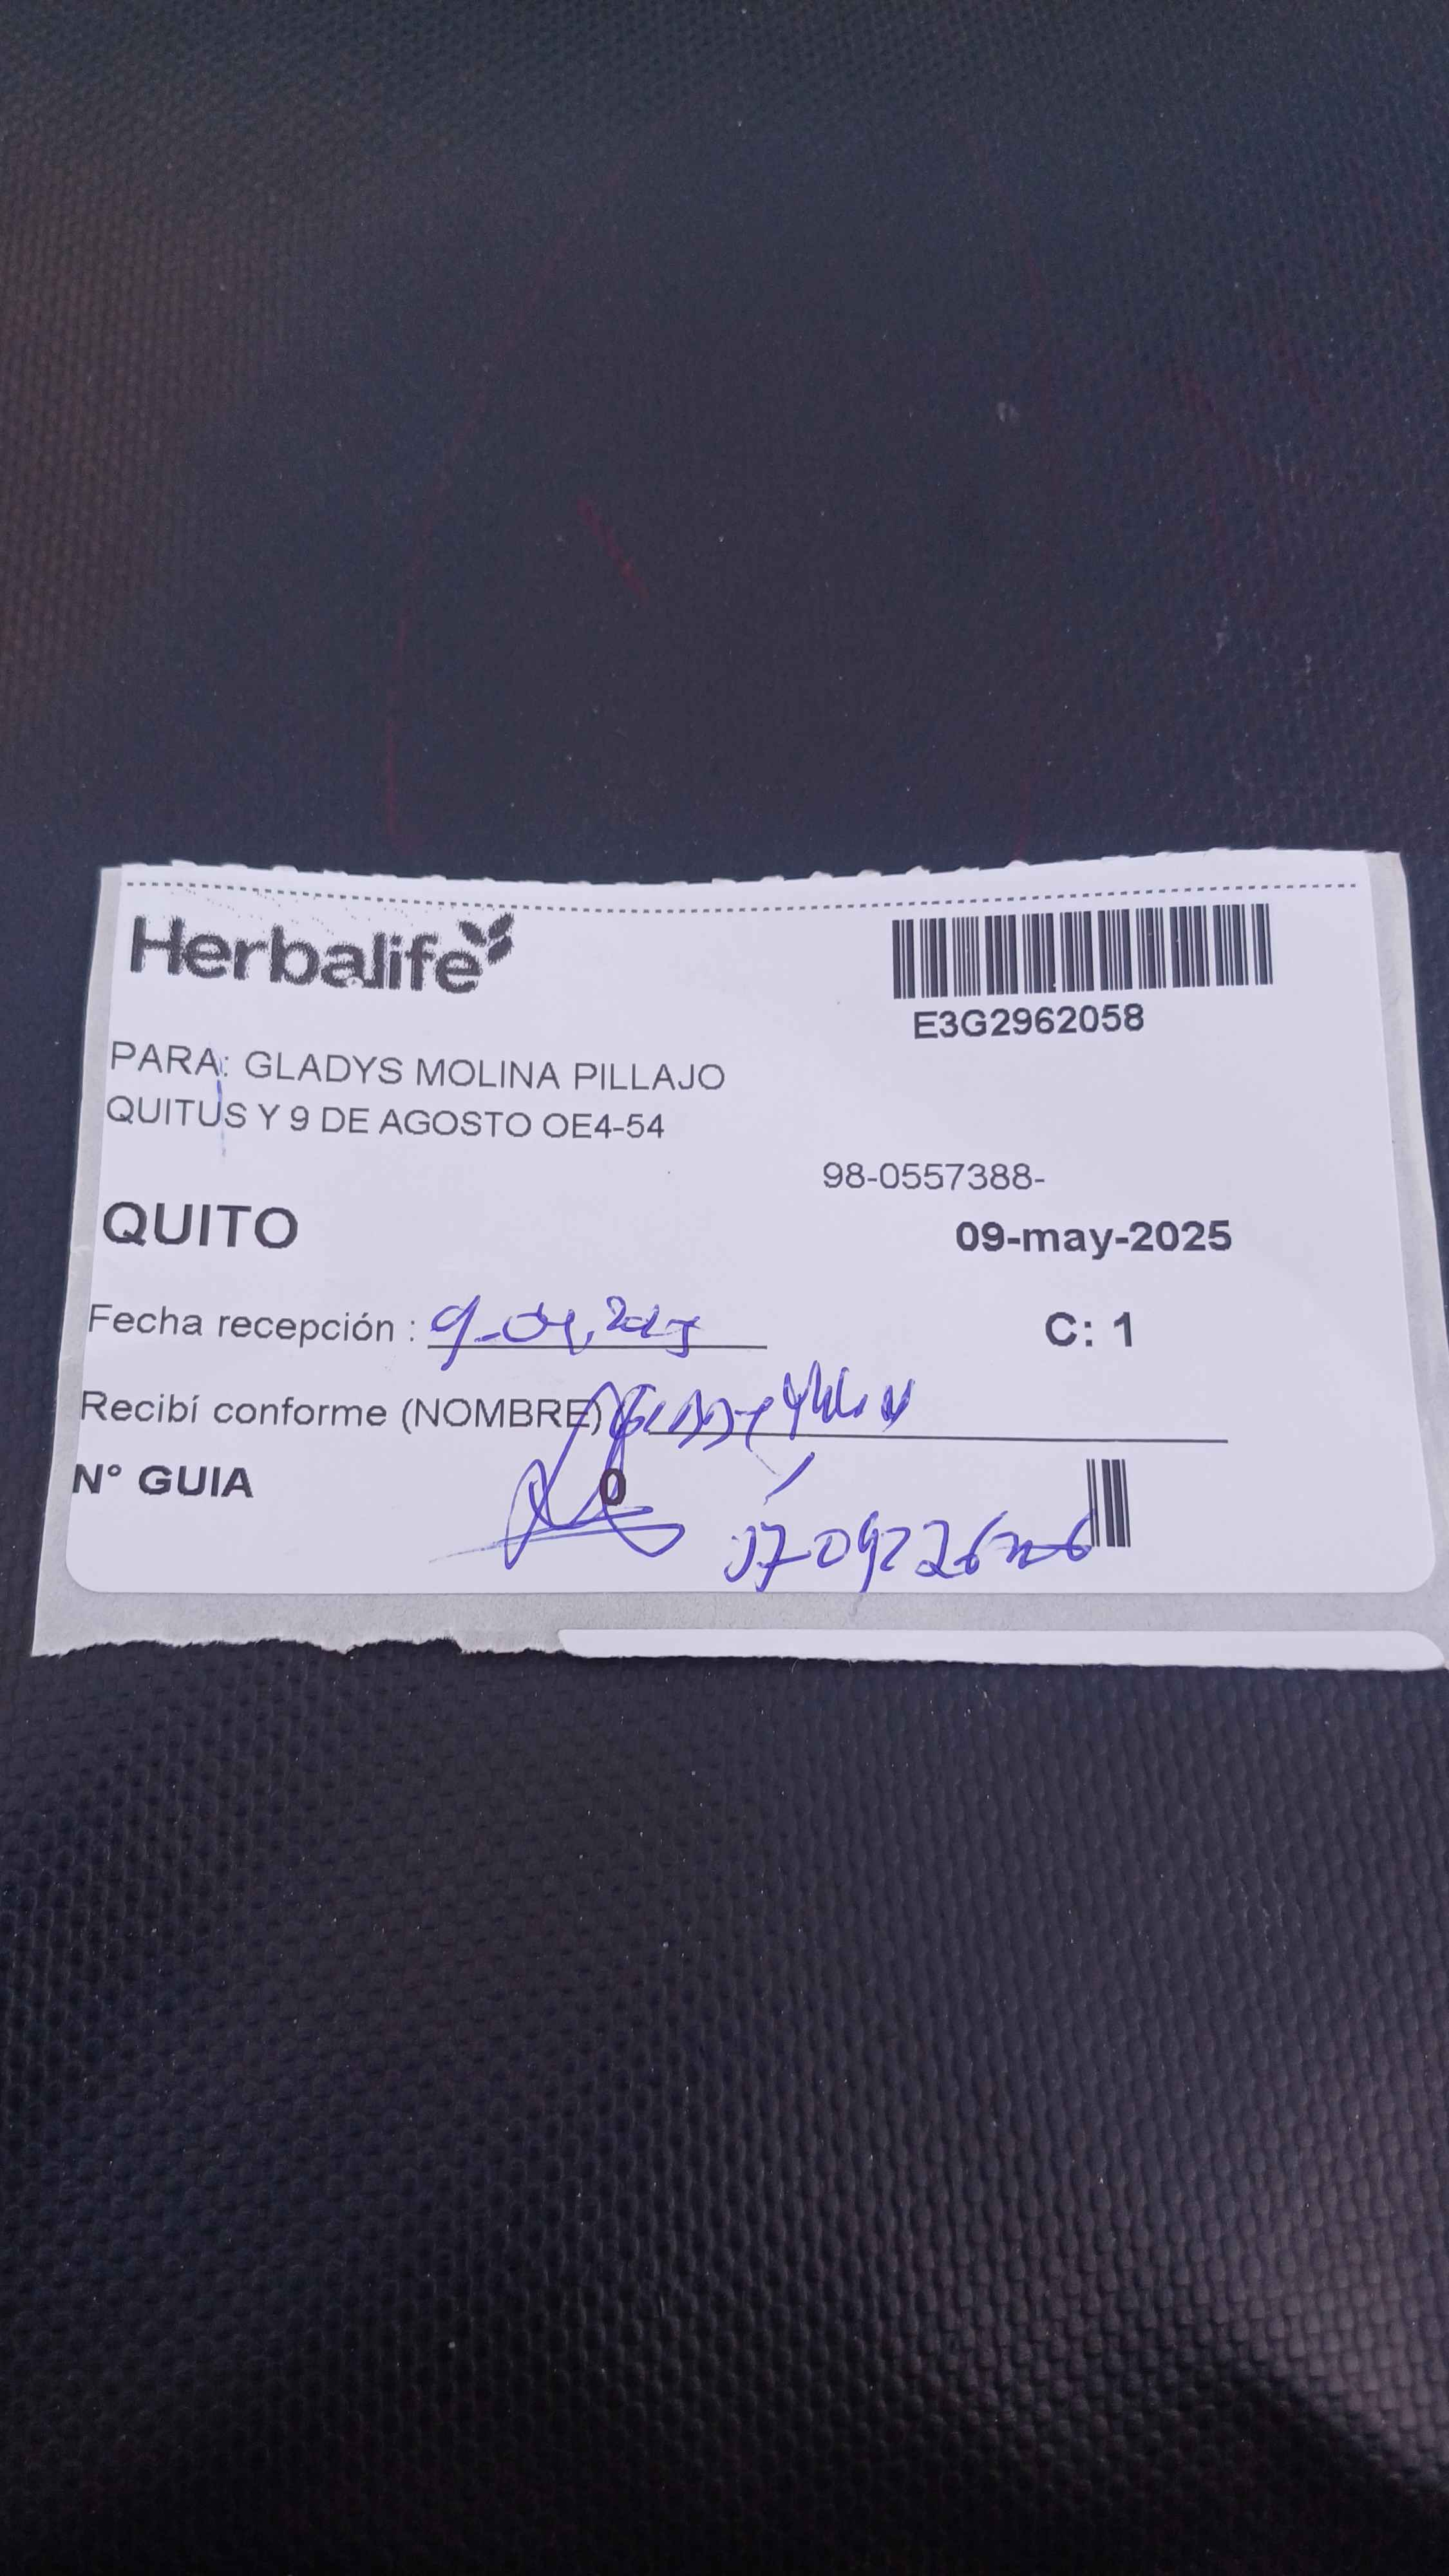 Herbalife
E3G2962058
PARA: GLADYS MOLINA PILLAJO
QUITUS Y 9 DE AGOSTO OE4-54
98-0557388-
QUITO
09-may-2025
Fecha recepción :
C: 1
Recibí conforme (NOMBRE)
N° GUIA
0